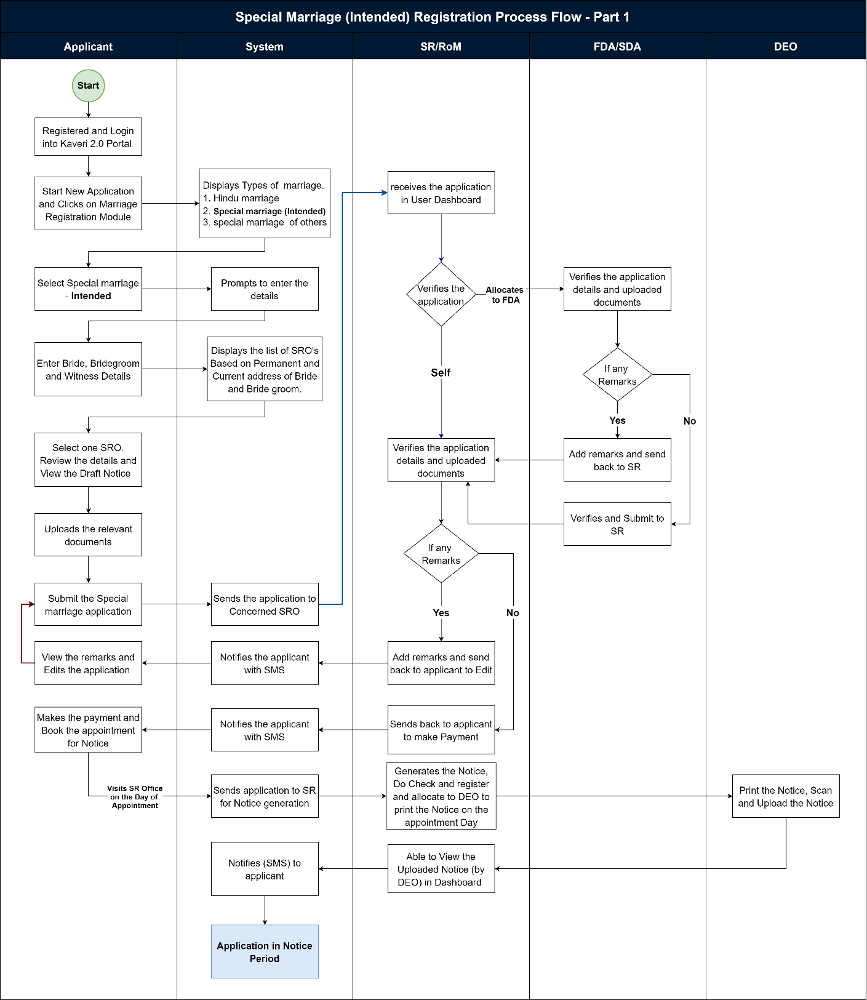 Special Marriage (Intended) Registration Process Flow - Part 1
Applicant
System
SR/RoM
FDA/SDA
DEO
Start
Registered and Login
into Kaveri 2.0 Portal
Start New Application
and Clicks on Marriage
Registration Module
Displays Types of  marriage.
1. Hindu marriage
2. Special marriage (Intended)
3. special marriage  of others
receives the application
in User Dashboard
Select Special marriage
- Intended
Prompts to enter the
details
Verifies the
application
Allocates
to FDA
Verifies the application
details and uploaded
documents
Enter Bride, Bridegroom
and Witness Details
Displays the list of SRO's
Based on Permanent and
Current address of Bride
and Bride groom.
Self
If any
Remarks
Yes
No
Select one SRO.
Review the details and
View the Draft Notice
Verifies the application
details and uploaded
documents
Add remarks and send
back to SR
Uploads the relevant
documents
Verifies and Submit to
SR
If any
Remarks
Submit the Special
marriage application
Sends the application to
Concerned SRO
Yes
No
View the remarks and
Edits the application
Notifies the applicant
with SMS
Add remarks and send
back to applicant to Edit
Makes the payment and
Book the appointment
for Notice
Notifies the applicant
with SMS
Sends back to applicant
to make Payment
Visits SR Office
on the Day of
Appointment
Sends application to SR
for Notice generation
Generates the Notice,
Do Check and register
and allocate to DEO to
print the Notice on the
appointment Day
Print the Notice, Scan
and Upload the Notice
Notifies (SMS) to
applicant
Able to View the
Uploaded Notice (by
DEO) in Dashboard
Application in Notice
Period